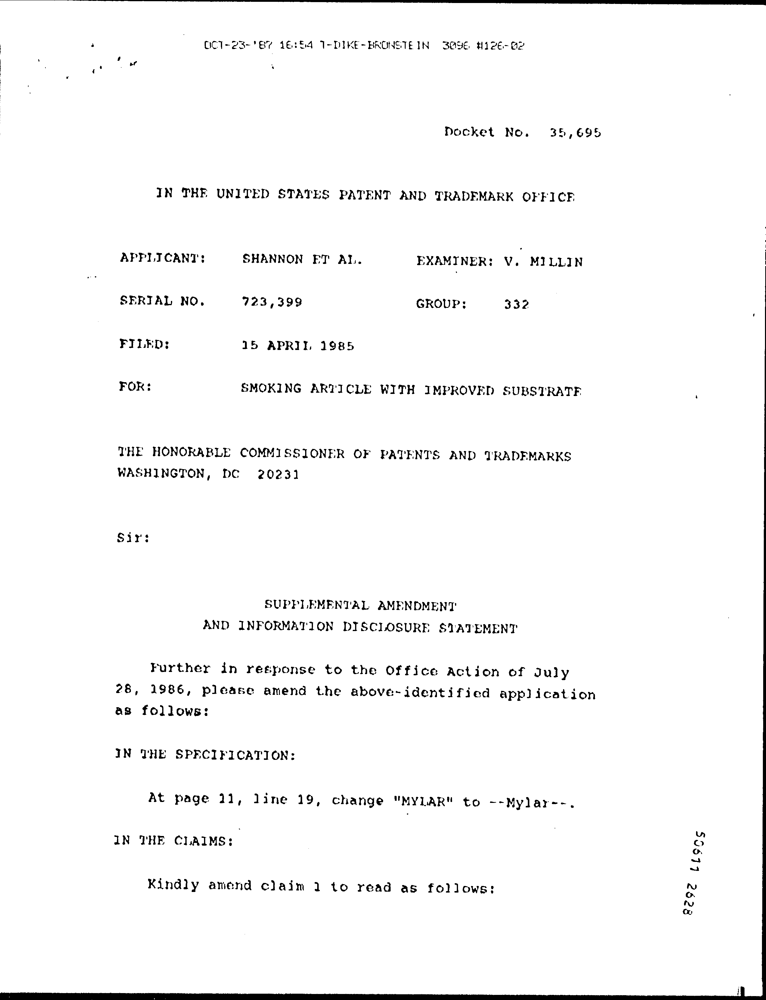 OCT-23-'87 16:54 T-DIKE-BRONSTEIN 3096 #126-02
Docket No. 35,695
IN THE UNITED STATES PATENT AND TRADEMARK OFFICE
APPLICANT: SHANNON ET AL. EXAMINER: V. MILLIN
SERIAL NO. 723,399 GROUP: 332
FILED: 15 APRIL 1985
FOR: SMOKING ARTICLE WITH IMPROVED SUBSTRATE
THE HONORABLE COMMISSIONER OF PATENTS AND TRADEMARKS
WASHINGTON, DC 20231
Sir:
SUPPLEMENTAL AMENDMENT
AND INFORMATION DISCLOSURE STATEMENT
Further in response to the Office Action of July
28, 1986, please amend the above-identified application
as follows:
IN THE SPECIFICATION:
At page 11, line 19, change "MYLAR" to --Mylar--.
IN THE CLAIMS:
Kindly amend claim 1 to read as follows:
50611 2628